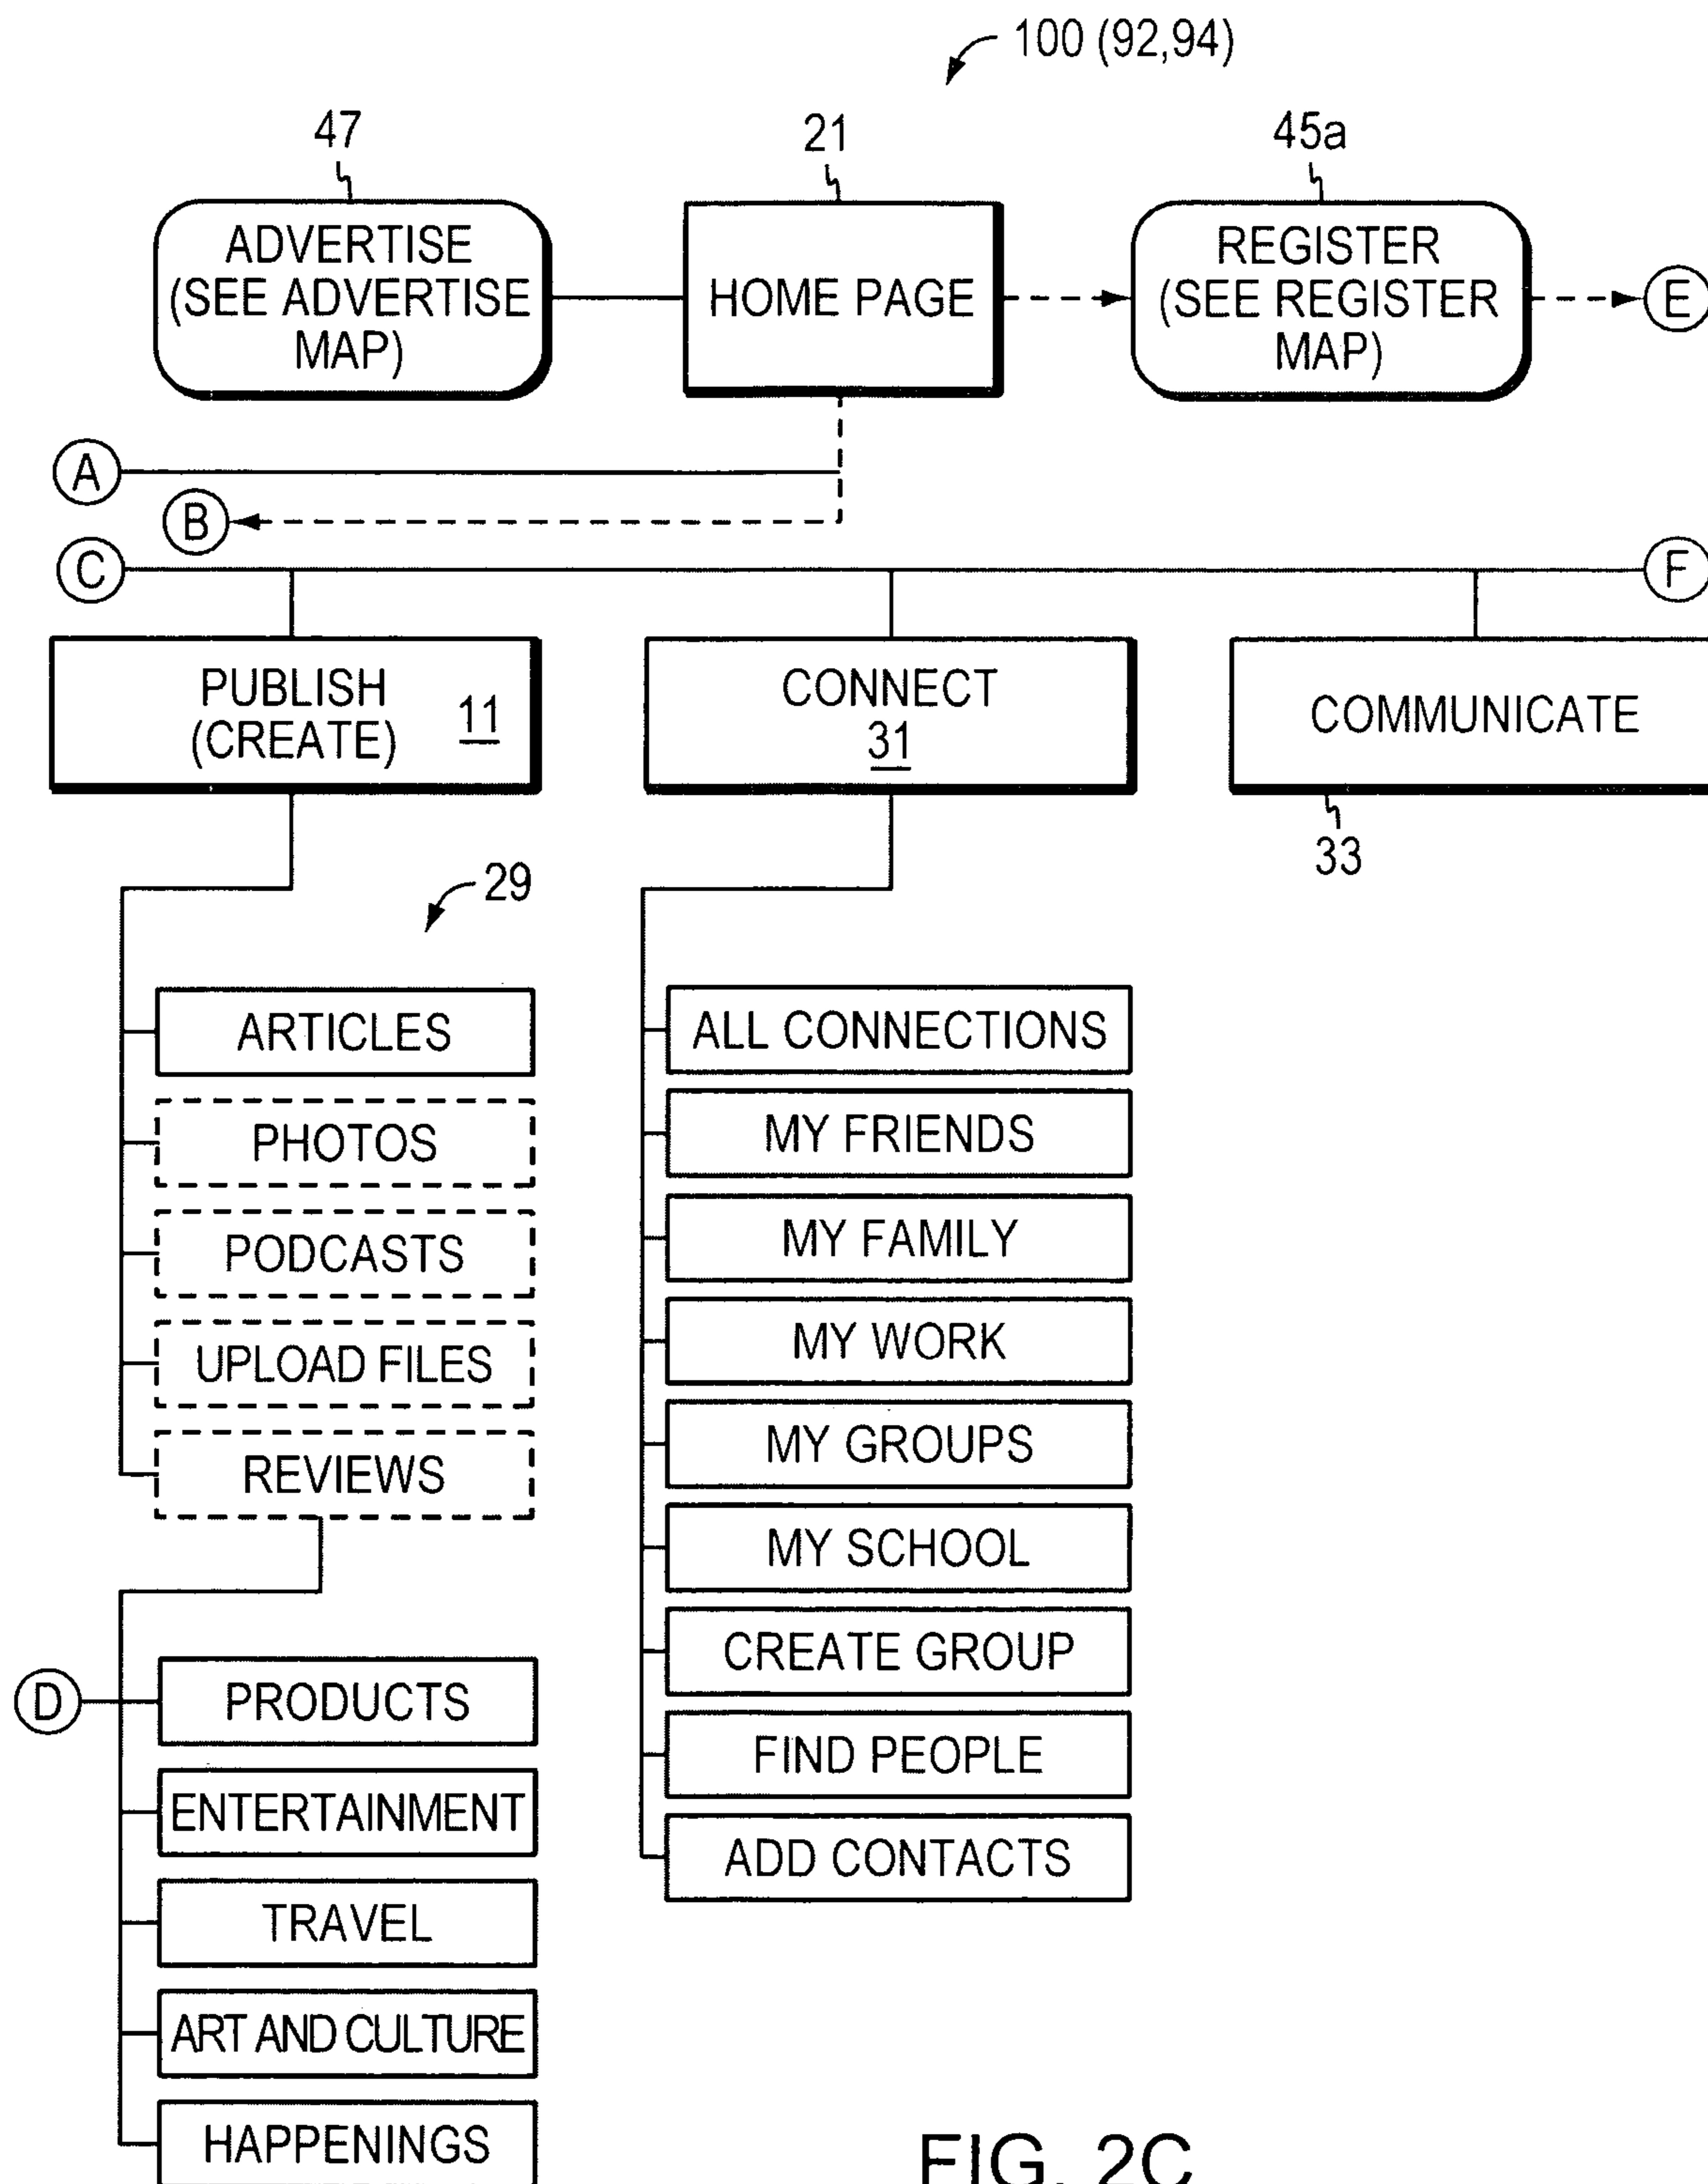 100 (92,94)
47
21
45a
ADVERTISE
(SEE ADVERTISE
MAP)
HOME PAGE
REGISTER
(SEE REGISTER
MAP)
E
A
B
C
F
PUBLISH
(CREATE)
11
CONNECT
31
COMMUNICATE
33
29
ARTICLES
PHOTOS
PODCASTS
UPLOAD FILES
REVIEWS
ALL CONNECTIONS
MY FRIENDS
MY FAMILY
MY WORK
MY GROUPS
MY SCHOOL
CREATE GROUP
FIND PEOPLE
ADD CONTACTS
D
PRODUCTS
ENTERTAINMENT
TRAVEL
ART AND CULTURE
HAPPENINGS
FIG. 2C